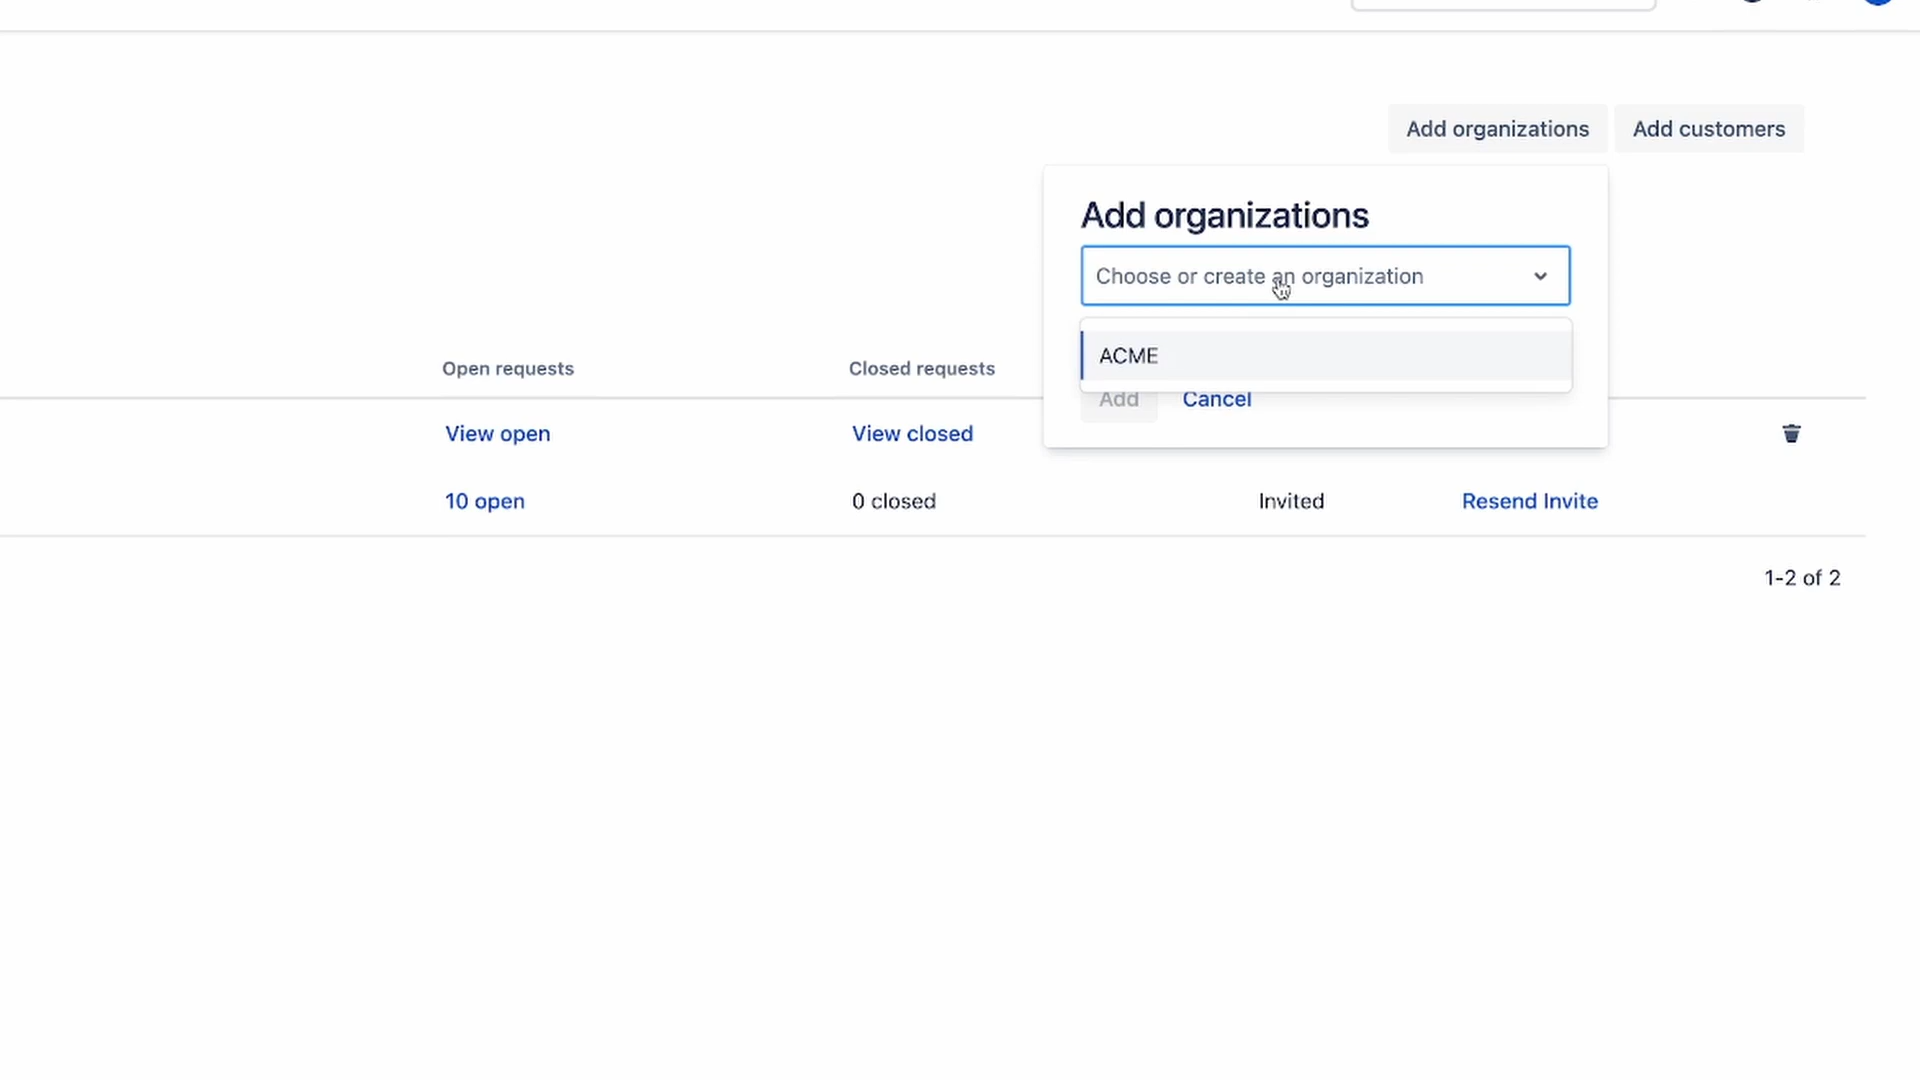 Add organizations
Add customers
Add organizations
Choose or create an organization
ACME
Add
Cancel
Open requests
Closed requests
View open
View closed
10 open
0 closed
Invited
Resend Invite
1-2 of 2